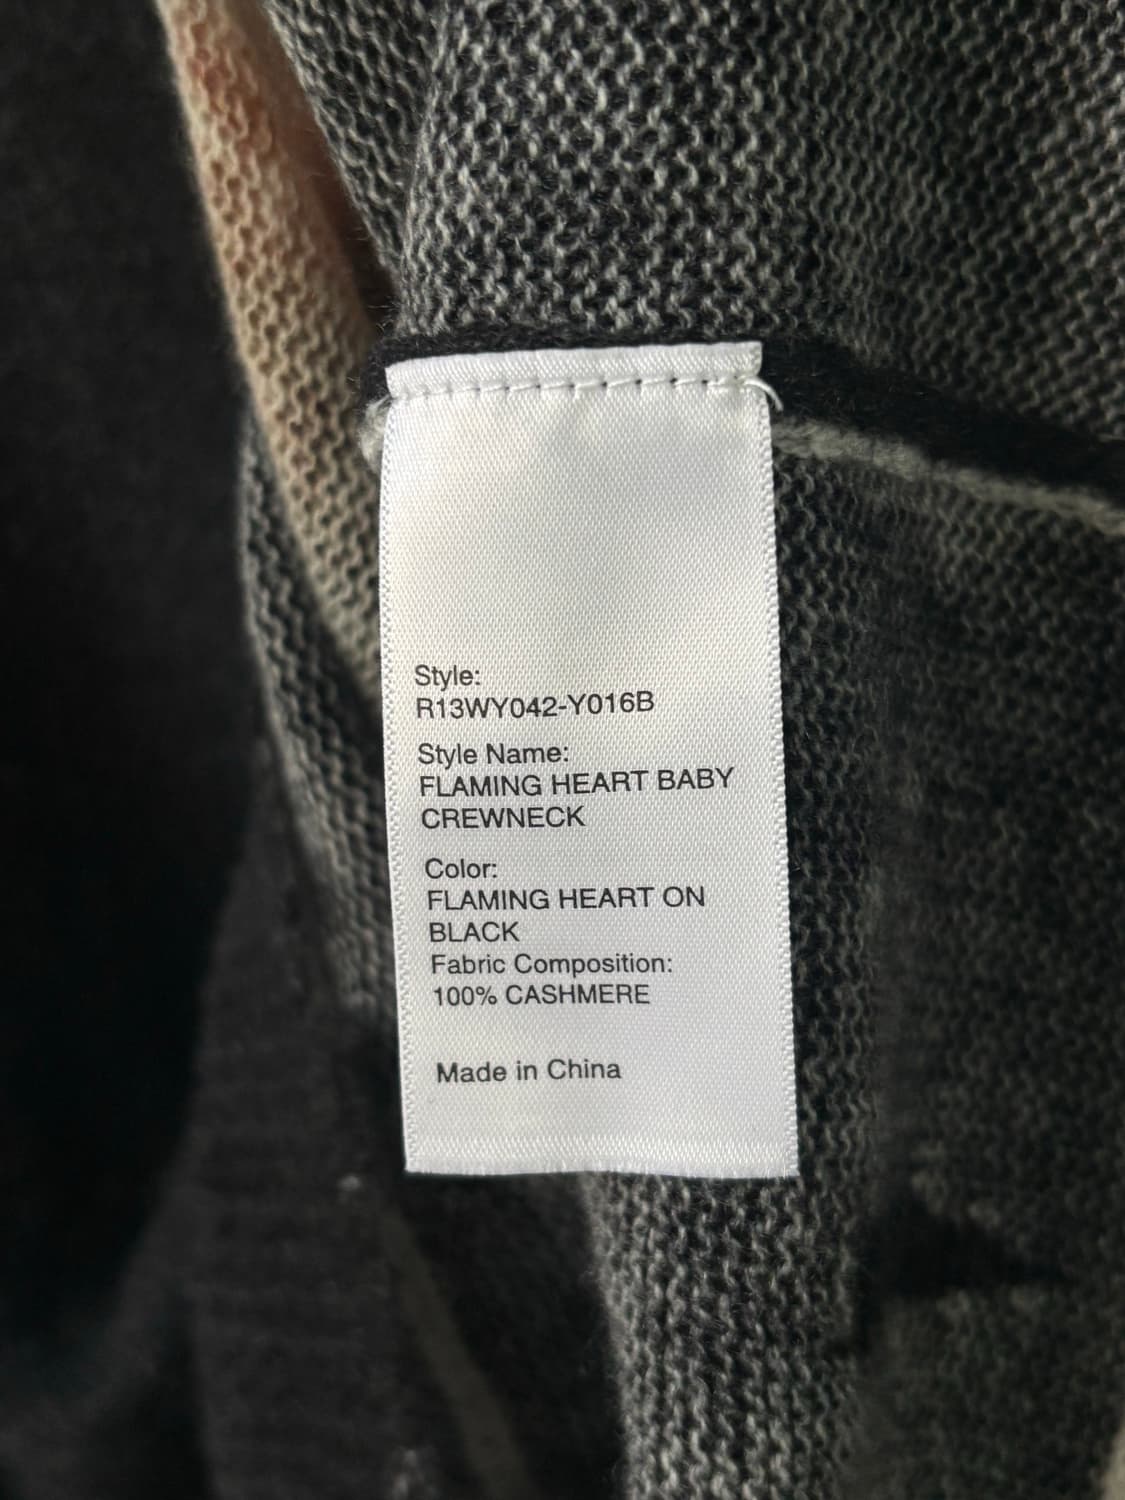 Style:
R13WY042-Y016B
Style Name:
FLAMING HEART BABY
CREWNECK
Color:
FLAMING HEART ON
BLACK
Fabric Composition:
100% CASHMERE
Made in China